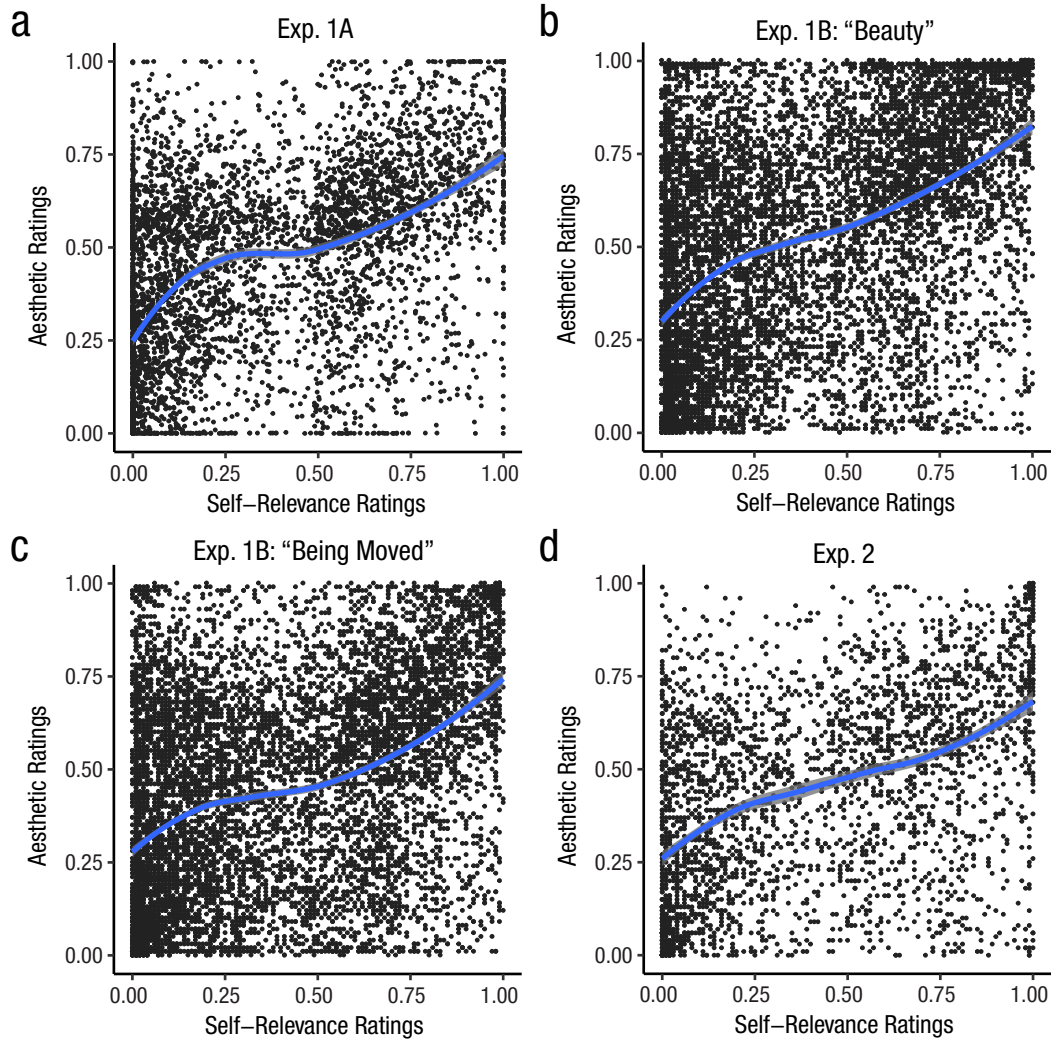 a
Exp. 1A
1.00
0.75
0.50
0.25
0.00
Aesthetic Ratings
0.00 0.25 0.50 0.75 1.00
Self–Relevance Ratings
b
Exp. 1B: “Beauty”
1.00
0.75
0.50
0.25
0.00
Aesthetic Ratings
0.00 0.25 0.50 0.75 1.00
Self–Relevance Ratings
c
Exp. 1B: “Being Moved”
1.00
0.75
0.50
0.25
0.00
Aesthetic Ratings
0.00 0.25 0.50 0.75 1.00
Self–Relevance Ratings
d
Exp. 2
1.00
0.75
0.50
0.25
0.00
Aesthetic Ratings
0.00 0.25 0.50 0.75 1.00
Self–Relevance Ratings